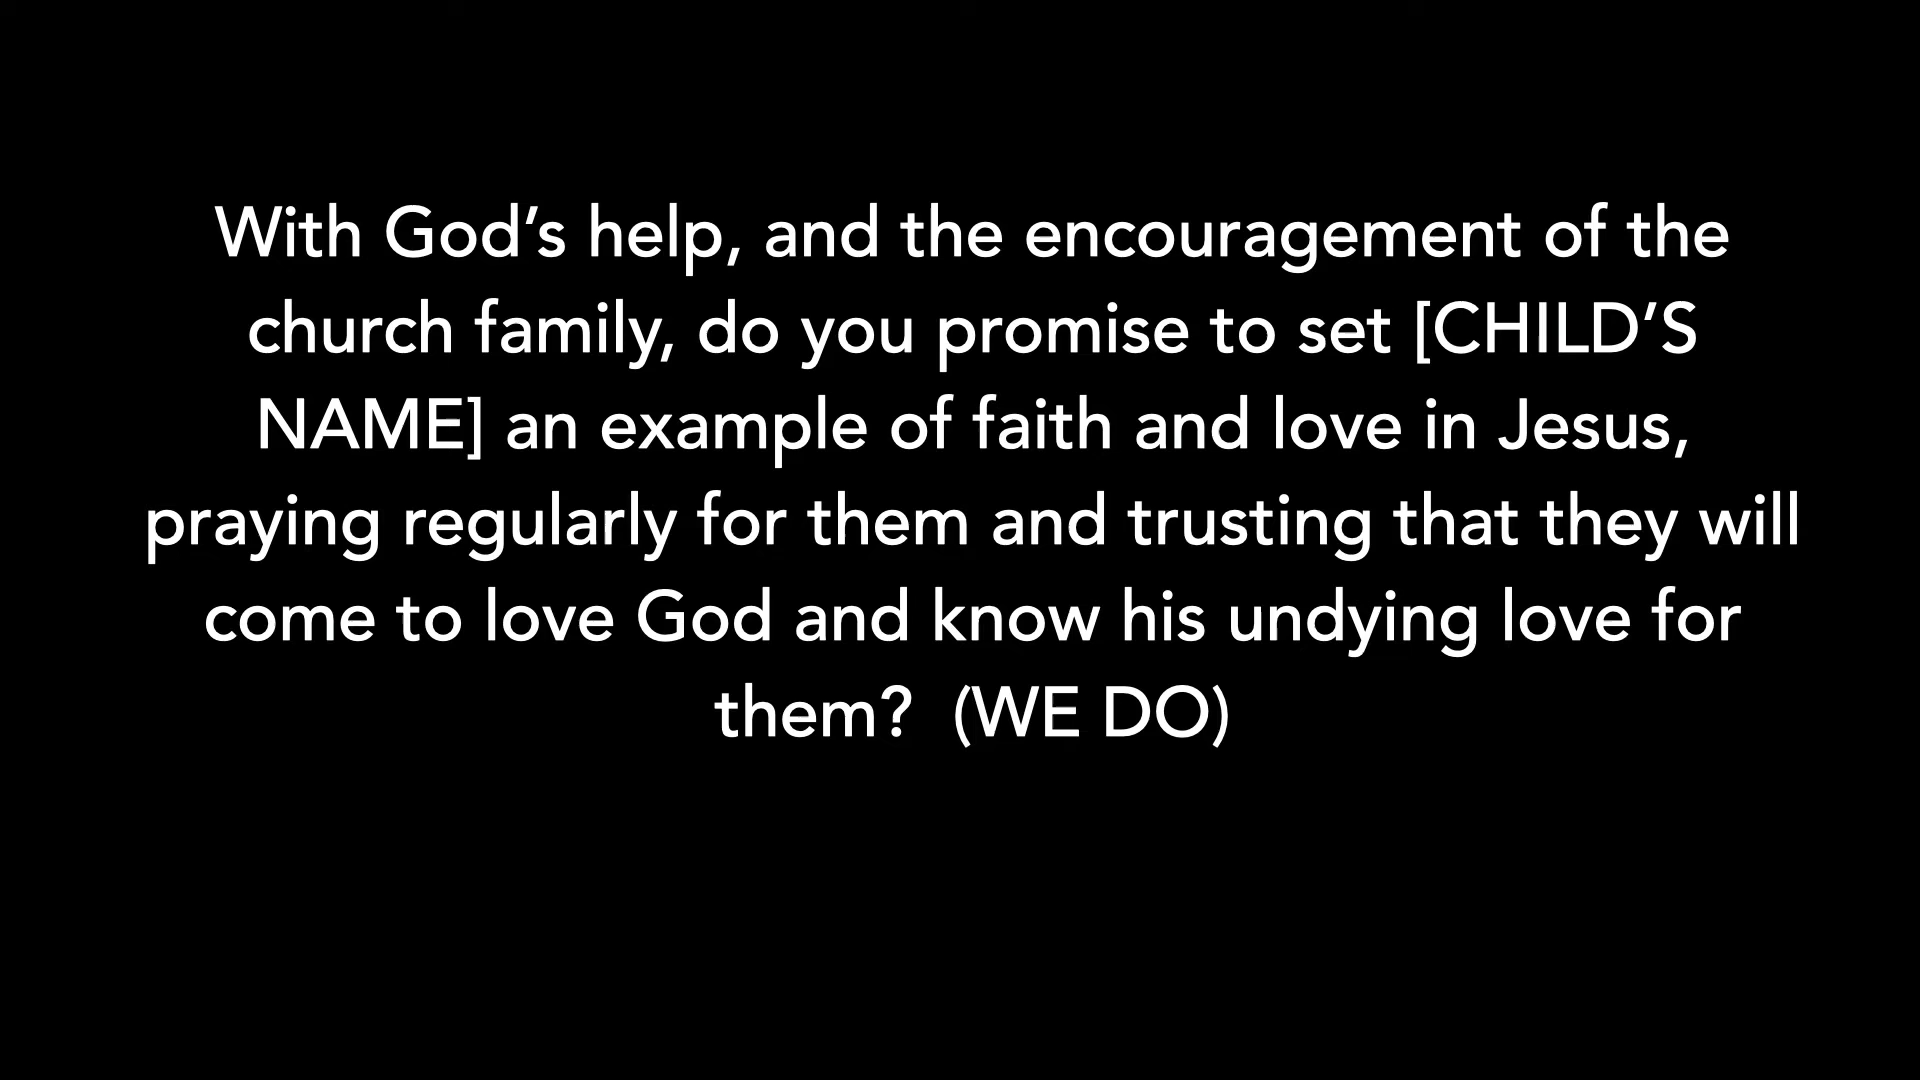 With God’s help, and the encouragement of the
church family, do you promise to set [CHILD’S
NAME] an example of faith and love in Jesus,
praying regularly for them and trusting that they will
come to love God and know his undying love for
them?  (WE DO)